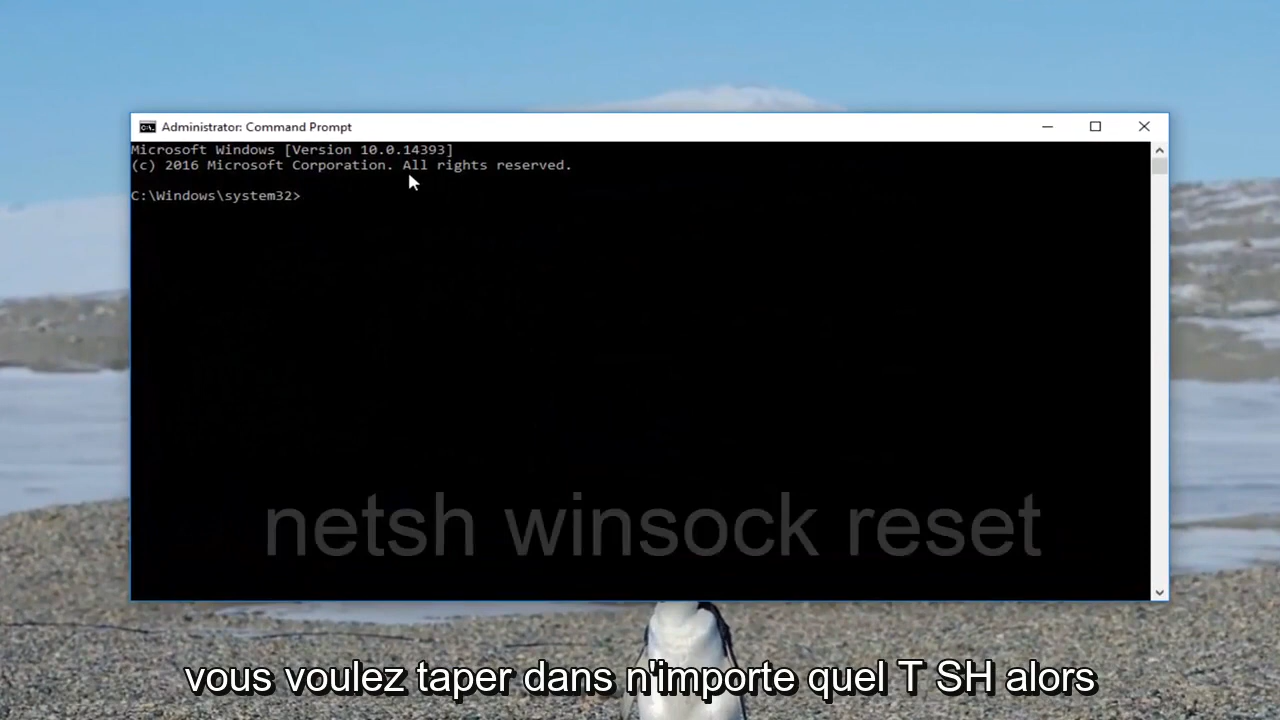 Administrator: Command Prompt
Microsoft Windows [Version 10.0.14393]
(c) 2016 Microsoft Corporation. All rights reserved.
C:\Windows\system32>
netsh winsock reset
vous voulez taper dans n'importe quel T SH alors